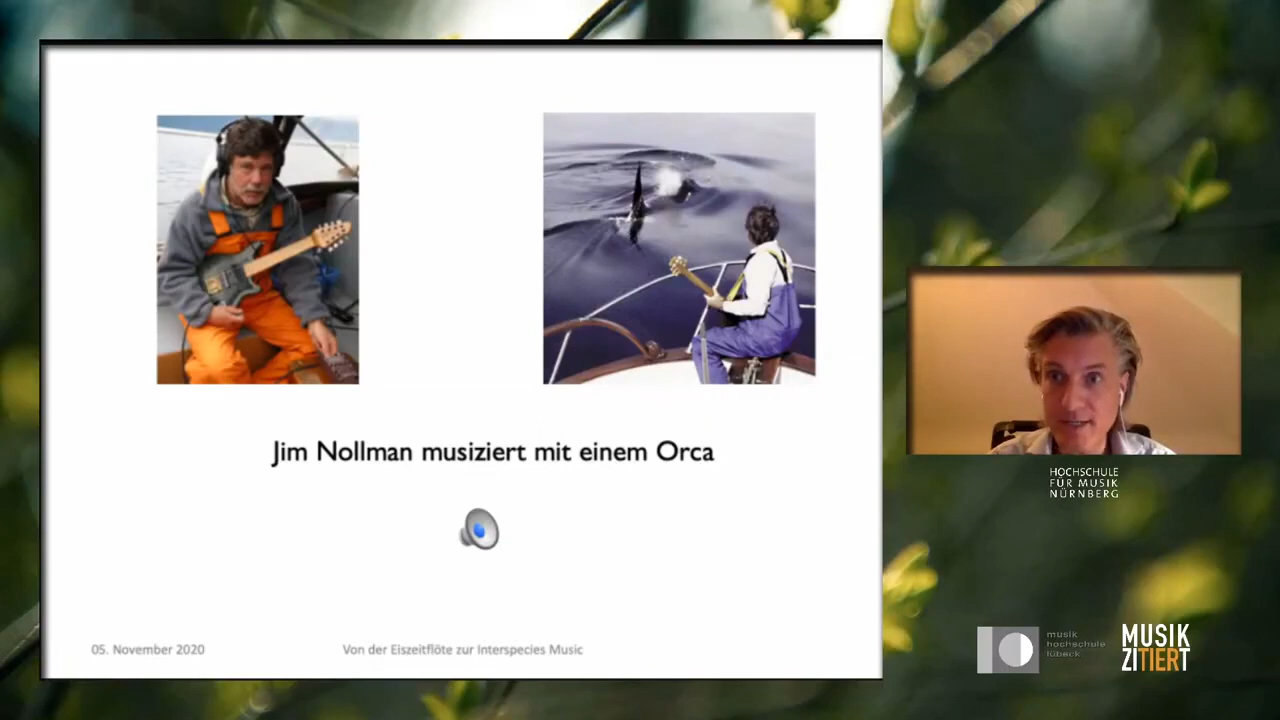 Jim Nollman musiziert mit einem Orca
05. November 2020
Von der Eiszeitflöte zur Interspecies Music
HOCHSCHULE
FÜR MUSIK
NÜRNBERG
musik
hochschule
lübeck
MUSIK
ZITIERT